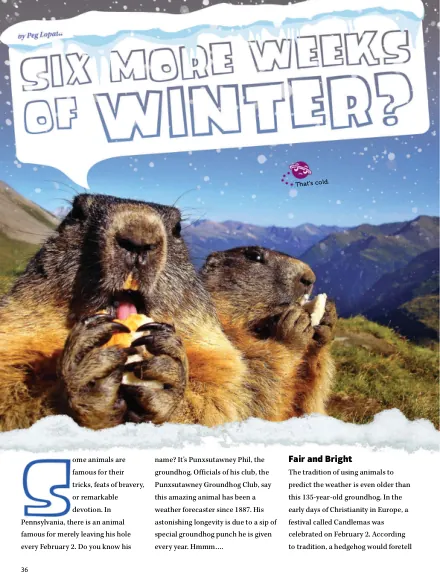 by Peg Lopata
SIX MORE WEEKS
OF WINTER?
That's cold.
Some animals are
famous for their
tricks, feats of bravery,
or remarkable
devotion. In
Pennsylvania, there is an animal
famous for merely leaving his hole
every February 2. Do you know his
name? It's Punxsutawney Phil, the
groundhog. Officials of his club, the
Punxsutawney Groundhog Club, say
this amazing animal has been a
weather forecaster since 1887. His
astonishing longevity is due to a sip of
special groundhog punch he is given
every year. Hmmm....
Fair and Bright
The tradition of using animals to
predict the weather is even older than
this 135-year-old groundhog. In the
early days of Christianity in Europe, a
festival called Candlemas was
celebrated on February 2. According
to tradition, a hedgehog would foretell
36